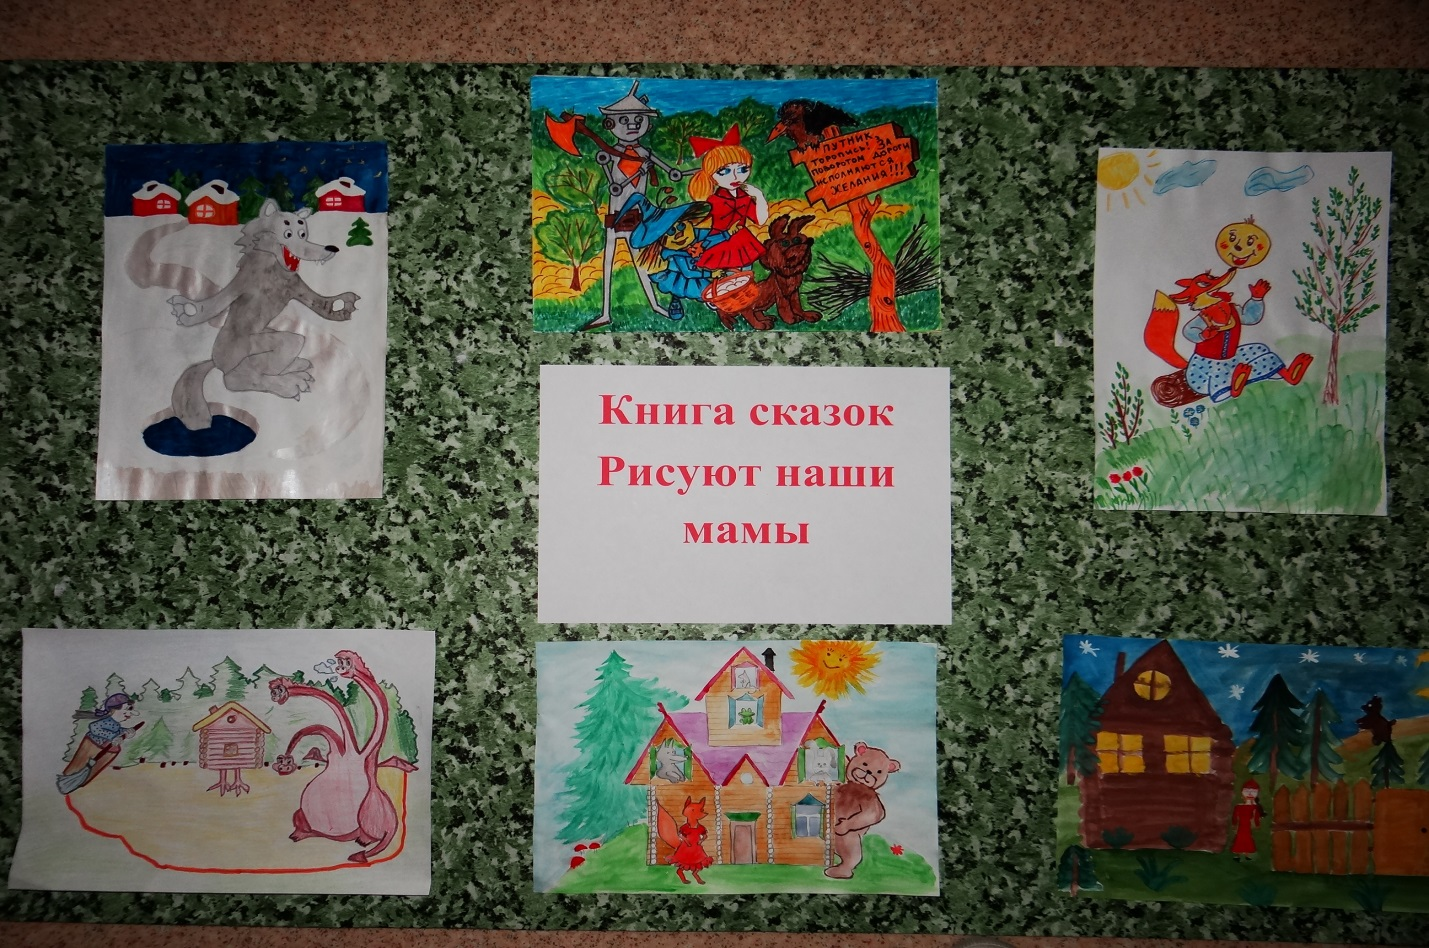 ПУТНИК
ТОРОПИСЬ! ЗА
ПОВОРОТОМ ДОРОГИ
ИСПОЛНЯЮТСЯ
ЖЕЛАНИЯ!!!
Книга сказок
Рисуют наши
мамы